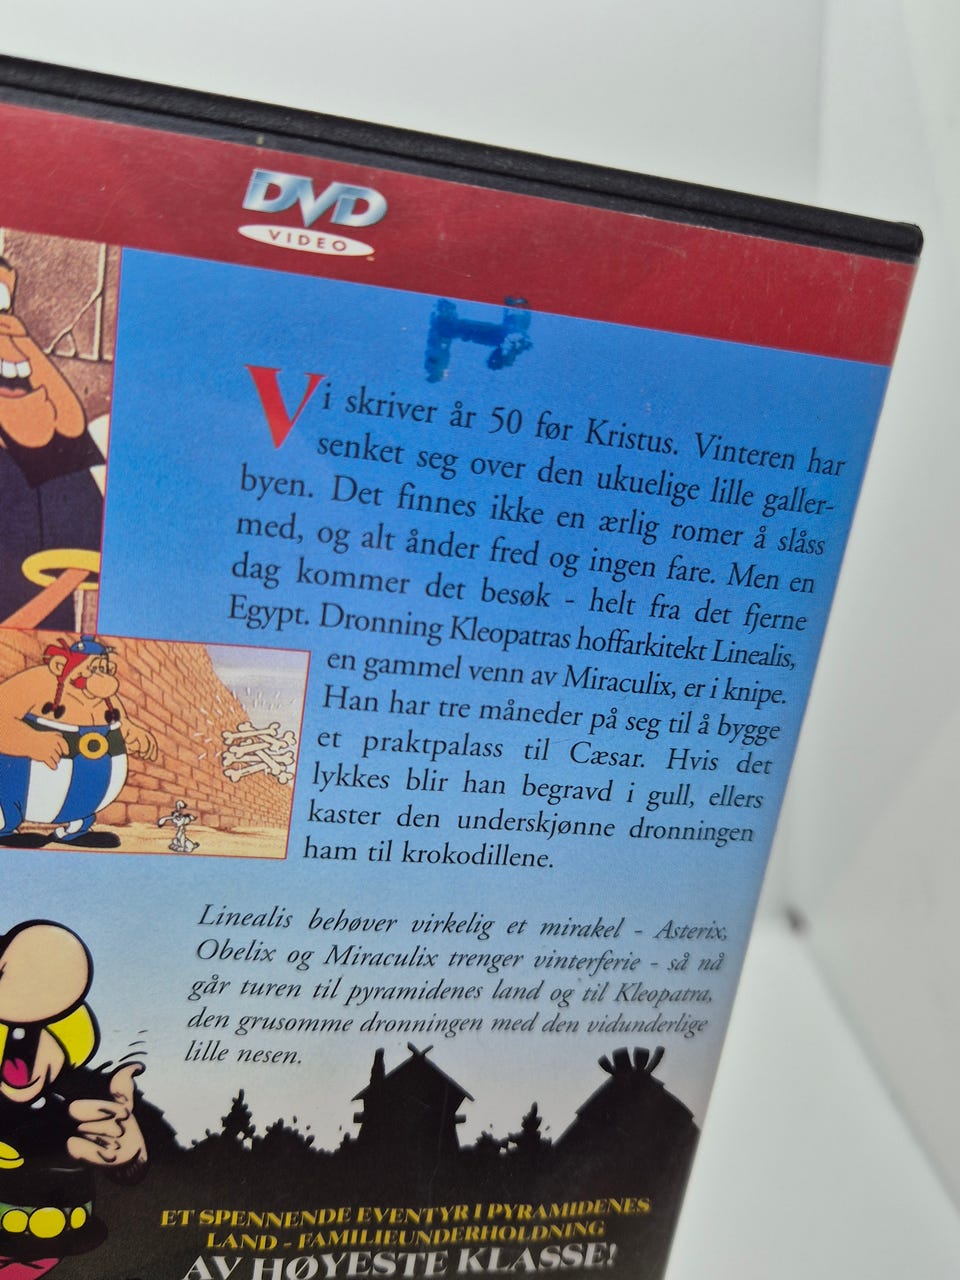 DVD
VIDEO
H
Vi skriver år 50 før Kristus. Vinteren har
senket seg over den ukuelige lille galler-
byen. Det finnes ikke en ærlig romer å slåss
med, og alt ånder fred og ingen fare. Men en
dag kommer det besøk - helt fra det fjerne
Egypt. Dronning Kleopatras hoffarkitekt Linealis,
en gammel venn av Miraculix, er i knipe.
Han har tre måneder på seg til å bygge
et praktpalass til Cæsar. Hvis det
lykkes blir han begravd i gull, ellers
kaster den underskjønne dronningen
ham til krokodillene.
Linealis behøver virkelig et mirakel - Asterix,
Obelix og Miraculix trenger vinterferie - så nå
går turen til pyramidenes land og til Kleopatra,
den grusomme dronningen med den vidunderlige
lille nesen.
ET SPENNENDE EVENTYR I PYRAMIDENES
LAND - FAMILIEUNDERHOLDNING
AV HØYESTE KLASSE!